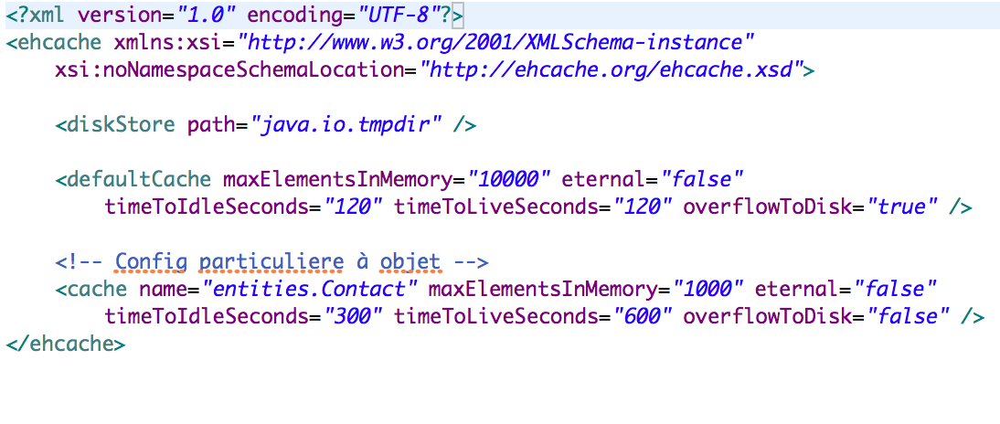 <?xml version="1.0" encoding="UTF-8"?>
<ehcache xmlns:xsi="http://www.w3.org/2001/XMLSchema-instance"
xsi:noNamespaceSchemaLocation="http://ehcache.org/ehcache.xsd">
<diskStore path="java.io.tmpdir" />
<defaultCache maxElementsInMemory="10000" eternal="false"
timeToIdleSeconds="120" timeToLiveSeconds="120" overflowToDisk="true" />
<!-- Config particuliere à objet -->
<cache name="entities.Contact" maxElementsInMemory="1000" eternal="false"
timeToIdleSeconds="300" timeToLiveSeconds="600" overflowToDisk="false" />
</ehcache>